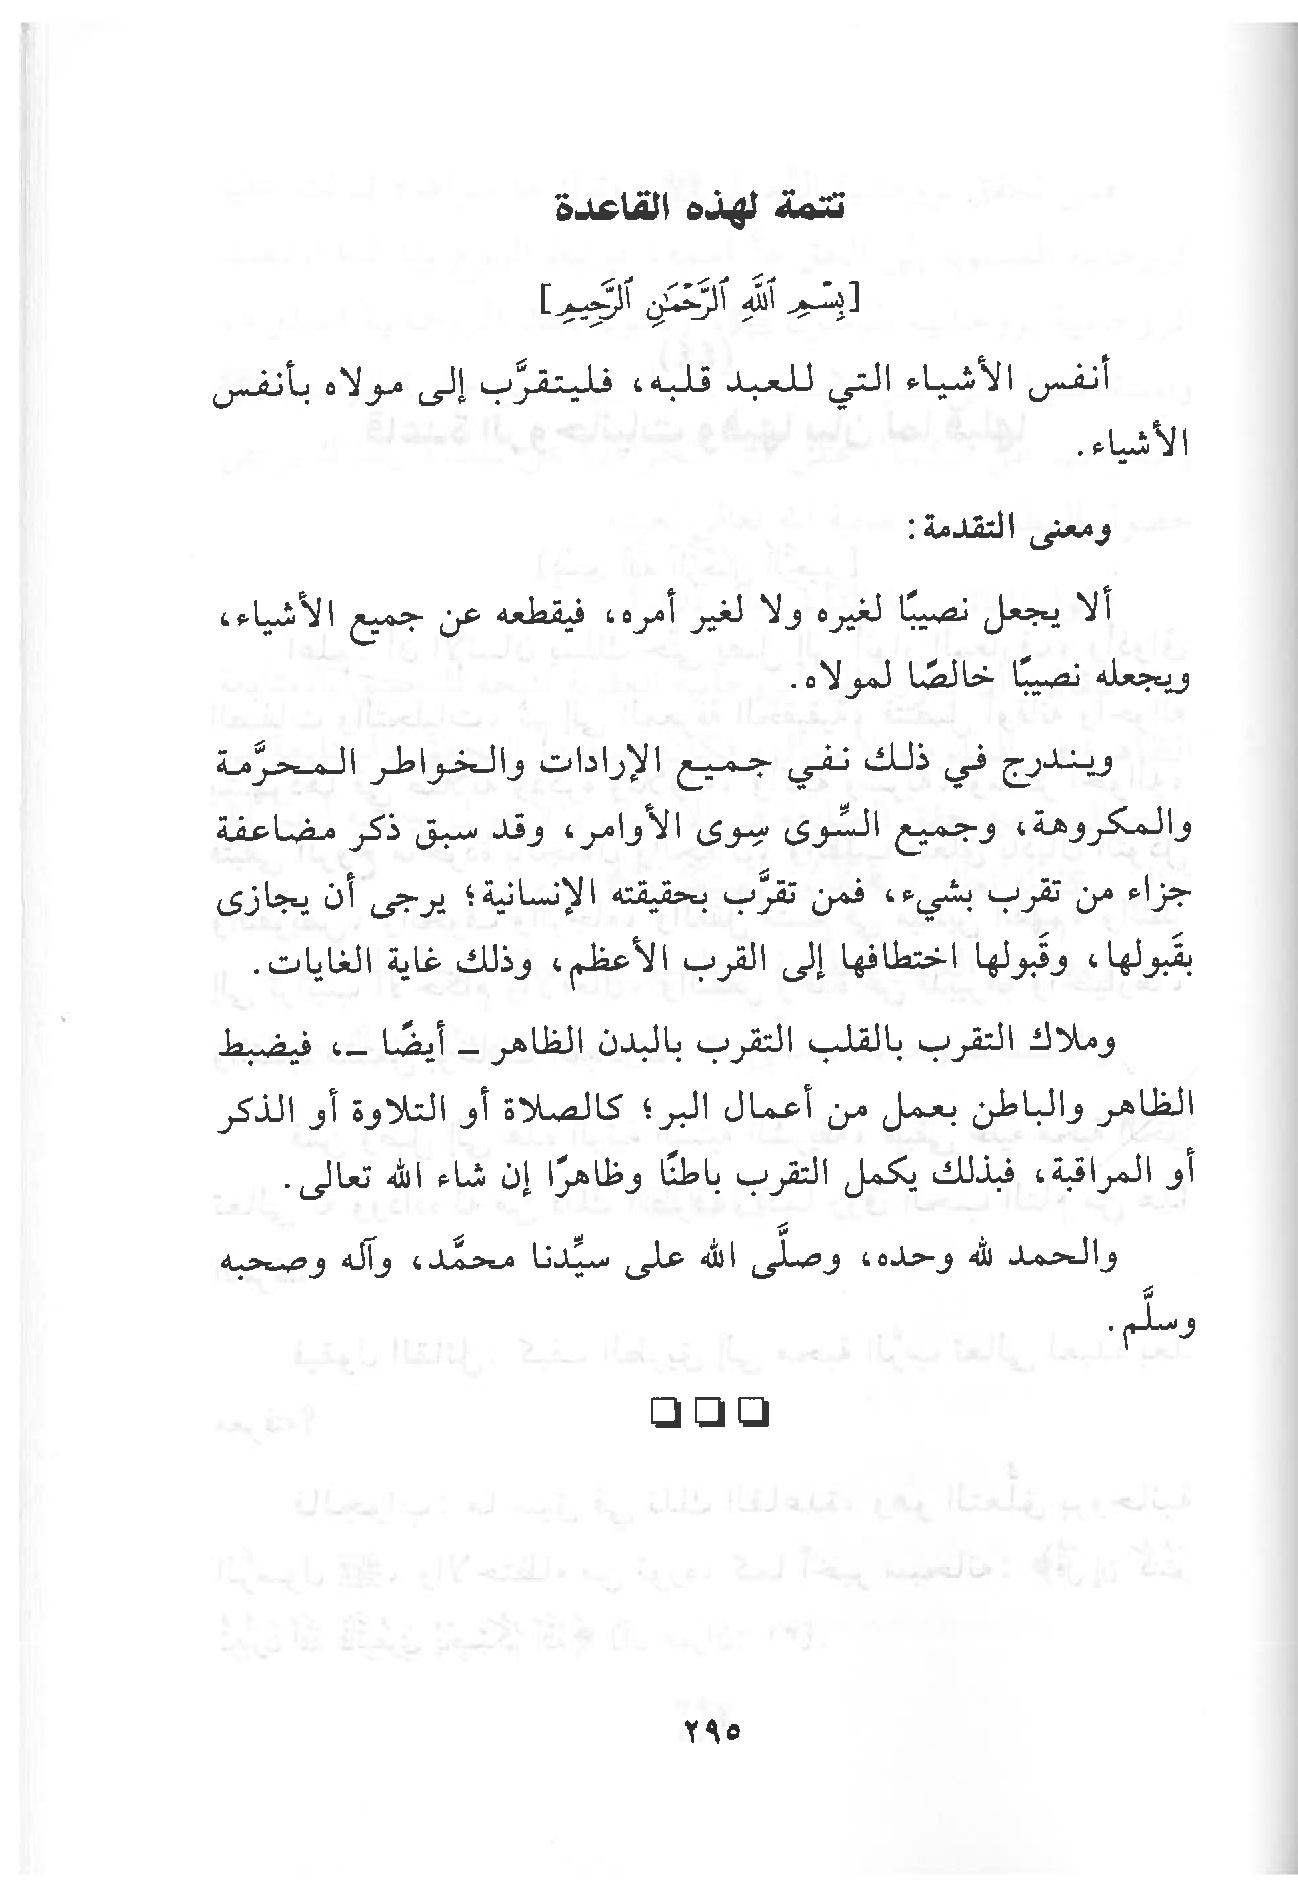 تتمة لهذه القاعدة
[بِسْمِ ٱللَّهِ ٱلرَّحْمَٰنِ ٱلرَّحِيمِ]
أنفس الأشياء التي للعبد قلبه، فليتقرَّب إلى مولاه بأنفس
الأشياء.
ومعنى التقدمة:
ألا يجعل نصيبًا لغيره ولا لغير أمره، فيقطعه عن جميع الأشياء،
ويجعله نصيبًا خالصًا لمولاه.
ويندرج في ذلك نفي جميع الإرادات والخواطر المحرَّمة
والمكروهة، وجميع السِّوى سِوى الأوامر، وقد سبق ذكر مضاعفة
جزاء من تقرب بشيء، فمن تقرَّب بحقيقته الإنسانية؛ يرجى أن يجازى
بقَبولها، وقَبولها اختطافها إلى القرب الأعظم، وذلك غاية الغايات.
وملاك التقرب بالقلب التقرب بالبدن الظاهر ـ أيضًا ـ، فيضبط
الظاهر والباطن بعمل من أعمال البر؛ كالصلاة أو التلاوة أو الذكر
أو المراقبة، فبذلك يكمل التقرب باطنًا وظاهرًا إن شاء الله تعالى.
والحمد لله وحده، وصلَّى الله على سيِّدنا محمَّد، وآله وصحبه
وسلَّم.
٢٩٥